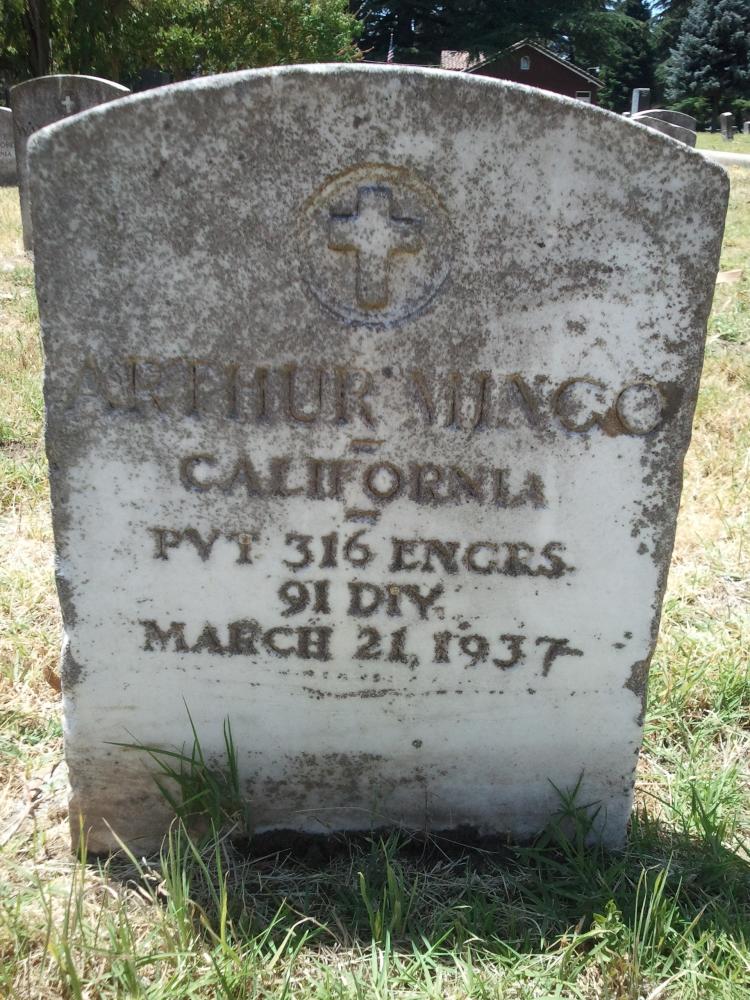 ARTHUR MINGO
CALIFORNIA
PVT 316 ENGRS.
91 DIV.
MARCH 21, 1937